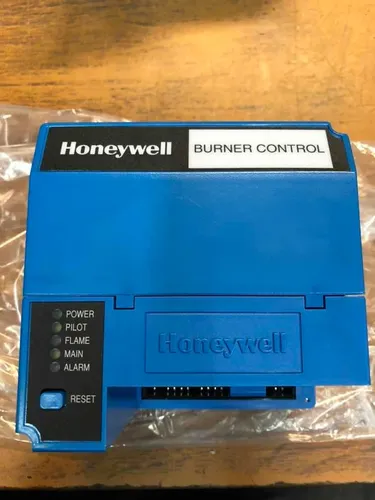 Honeywell
BURNER CONTROL
Honeywell
POWER
PILOT
FLAME
MAIN
ALARM
RESET